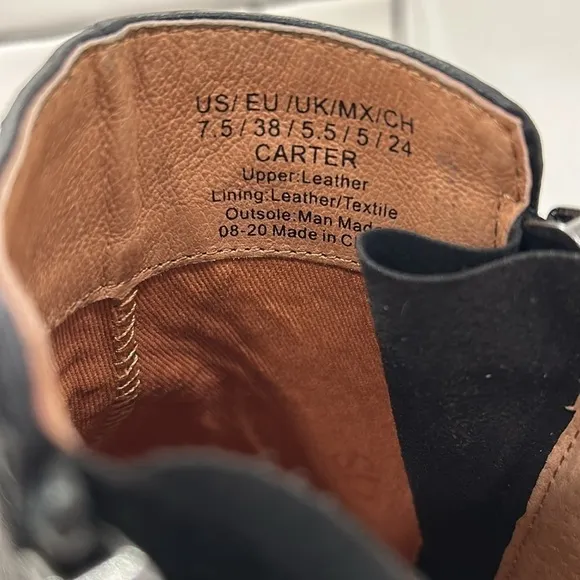 US/ EU /UK/MX/CH
7.5 / 38 / 5.5 / 5 / 24
CARTER
Upper:Leather
Lining:Leather/Textile
Outsole:Man
08-20 Made in